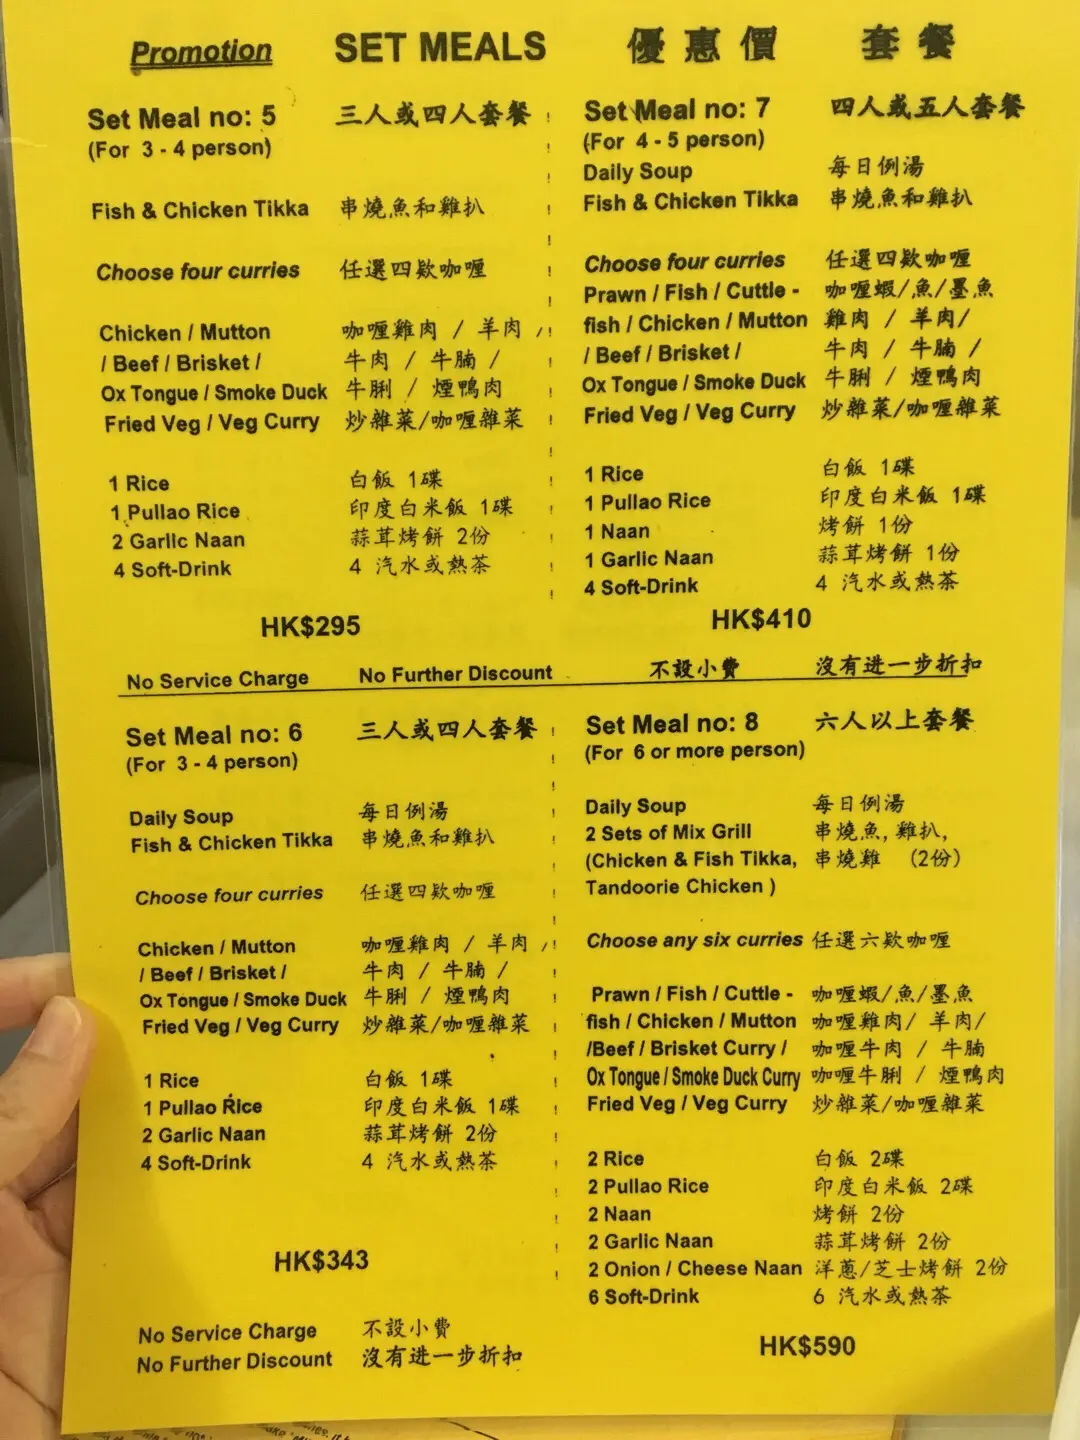 Promotion SET MEALS 優惠價 套餐
Set Meal no: 5 三人或四人套餐
(For 3 - 4 person)
Fish & Chicken Tikka 串燒魚和雞扒
Choose four curries 任選四欵咖喱
Chicken / Mutton 咖喱雞肉 / 羊肉 /
/ Beef / Brisket / 牛肉 / 牛腩 /
Ox Tongue / Smoke Duck 牛脷 / 煙鴨肉
Fried Veg / Veg Curry 炒雜菜/咖喱雜菜
1 Rice 白飯 1碟
1 Pullao Rice 印度白米飯 1碟
2 Garlic Naan 蒜茸烤餅 2份
4 Soft-Drink 4 汽水或熱茶
HK$295
Set Meal no: 7 四人或五人套餐
(For 4 - 5 person)
Daily Soup 每日例湯
Fish & Chicken Tikka 串燒魚和雞扒
Choose four curries 任選四欵咖喱
Prawn / Fish / Cuttle - 咖喱蝦/魚/墨魚
fish / Chicken / Mutton 雞肉 / 羊肉/
/ Beef / Brisket / 牛肉 / 牛腩 /
Ox Tongue / Smoke Duck 牛脷 / 煙鴨肉
Fried Veg / Veg Curry 炒雜菜/咖喱雜菜
1 Rice 白飯 1碟
1 Pullao Rice 印度白米飯 1碟
1 Naan 烤餅 1份
1 Garlic Naan 蒜茸烤餅 1份
4 Soft-Drink 4 汽水或熱茶
HK$410
No Service Charge No Further Discount 不設小費 沒有进一步折扣
Set Meal no: 6 三人或四人套餐
(For 3 - 4 person)
Daily Soup 每日例湯
Fish & Chicken Tikka 串燒魚和雞扒
Choose four curries 任選四欵咖喱
Chicken / Mutton 咖喱雞肉 / 羊肉 /
/ Beef / Brisket / 牛肉 / 牛腩 /
Ox Tongue / Smoke Duck 牛脷 / 煙鴨肉
Fried Veg / Veg Curry 炒雜菜/咖喱雜菜
1 Rice 白飯 1碟
1 Pullao Rice 印度白米飯 1碟
2 Garlic Naan 蒜茸烤餅 2份
4 Soft-Drink 4 汽水或熱茶
HK$343
No Service Charge 不設小費
No Further Discount 沒有进一步折扣
Set Meal no: 8 六人以上套餐
(For 6 or more person)
Daily Soup 每日例湯
2 Sets of Mix Grill 串燒魚, 雞扒,
(Chicken & Fish Tikka, 串燒雞 (2份)
Tandoorie Chicken )
Choose any six curries 任選六欵咖喱
Prawn / Fish / Cuttle - 咖喱蝦/魚/墨魚
fish / Chicken / Mutton 咖喱雞肉/ 羊肉/
/Beef / Brisket Curry / 咖喱牛肉 / 牛腩
Ox Tongue / Smoke Duck Curry 咖喱牛脷 / 煙鴨肉
Fried Veg / Veg Curry 炒雜菜/咖喱雜菜
2 Rice 白飯 2碟
2 Pullao Rice 印度白米飯 2碟
2 Naan 烤餅 2份
2 Garlic Naan 蒜茸烤餅 2份
2 Onion / Cheese Naan 洋蔥/芝士烤餅 2份
6 Soft-Drink 6 汽水或熱茶
HK$590